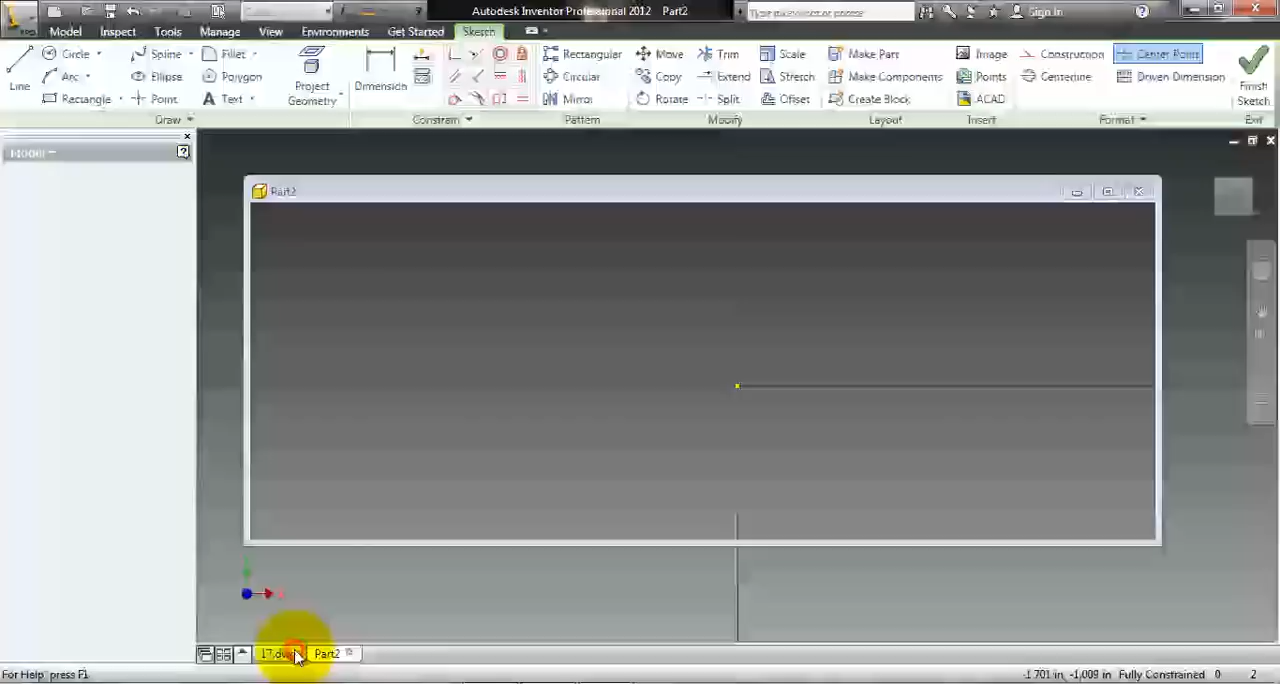 Autodesk Inventor Professional 2012 Part2
Type a keyword or phrase
Sign In
Model Inspect Tools Manage View Environments Get Started Sketch
Line
Circle
Arc
Rectangle
Spline
Ellipse
Point
Fillet
Polygon
Text
Project
Geometry
Dimension
Rectangular
Circular
Mirror
Move
Copy
Rotate
Trim
Extend
Split
Scale
Stretch
Offset
Make Part
Make Components
Create Block
Image
Points
ACAD
Construction
Centerline
Center Point
Driven Dimension
Finish
Sketch
Draw Constrain Pattern Modify Layout Insert Format Exit
Model
Part2
Part2
For Help, press F1
-1.701 in, -1.009 in Fully Constrained 0 2